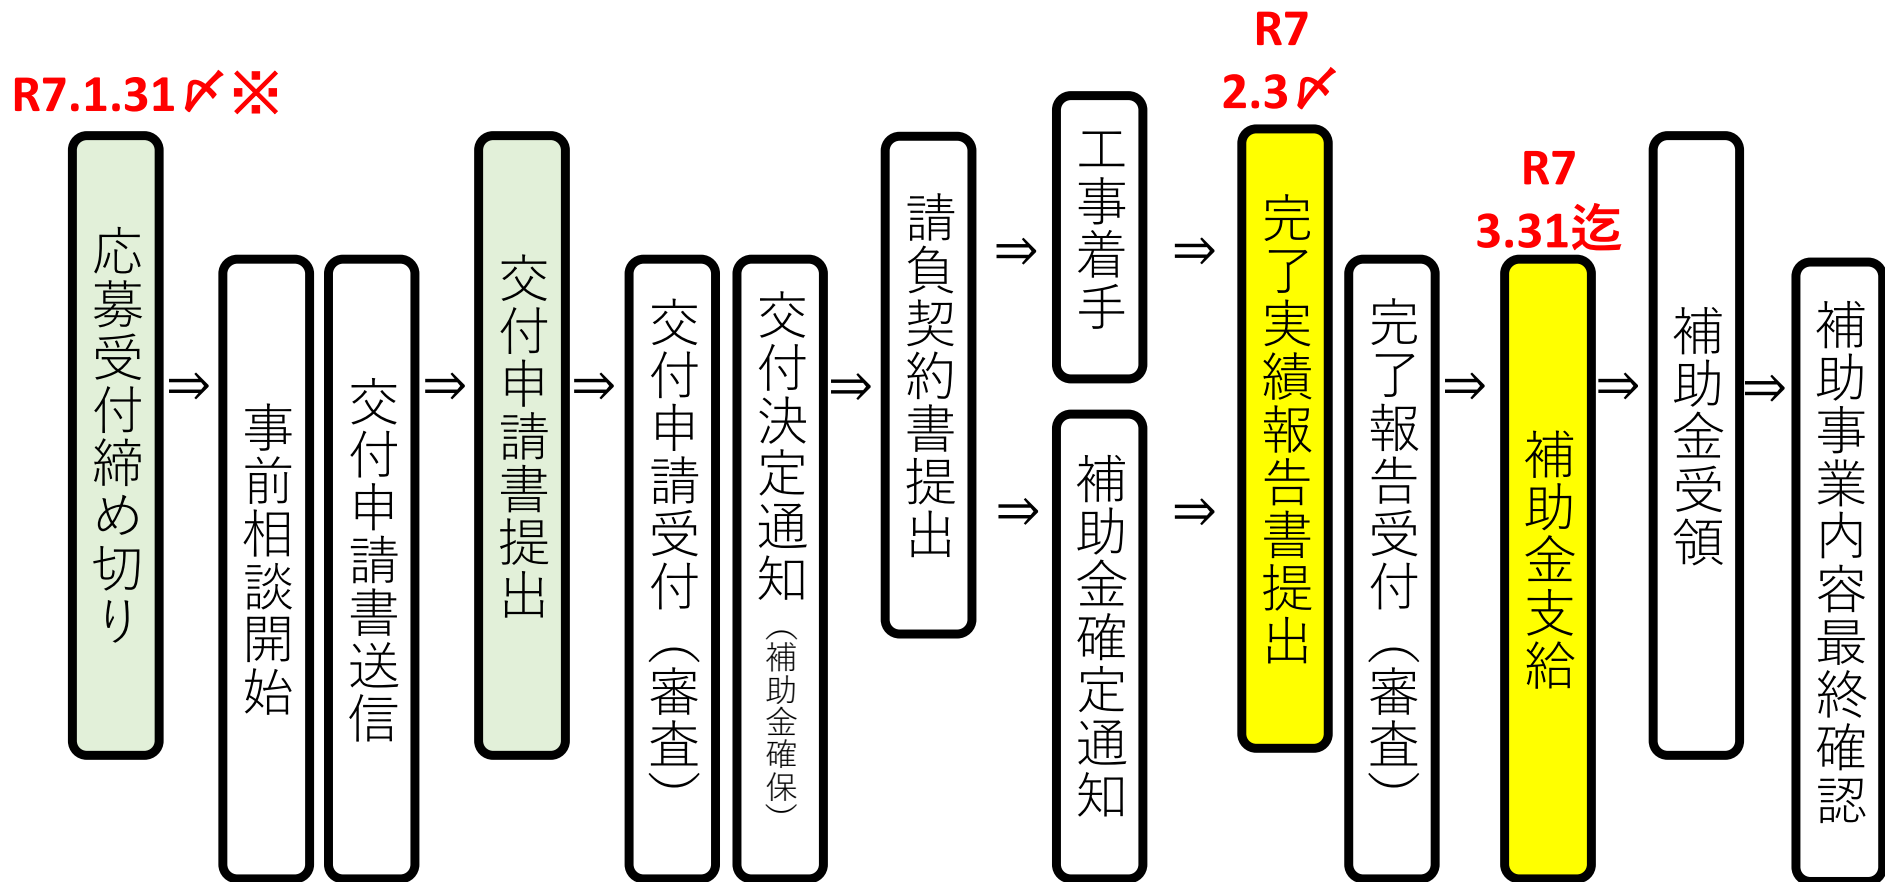 R7.1.31〆※
応募受付締め切り
⇒
事前相談開始
交付申請書送信
⇒
交付申請書提出
⇒
交付申請受付（審査）
交付決定通知（補助金確保）
⇒
請負契約書提出
⇒
工事着手
⇒
⇒
補助金確定通知
⇒
R7
2.3〆
完了実績報告書提出
完了報告受付（審査）
⇒
R7
3.31迄
補助金支給
⇒
補助金受領
⇒
補助事業内容最終確認